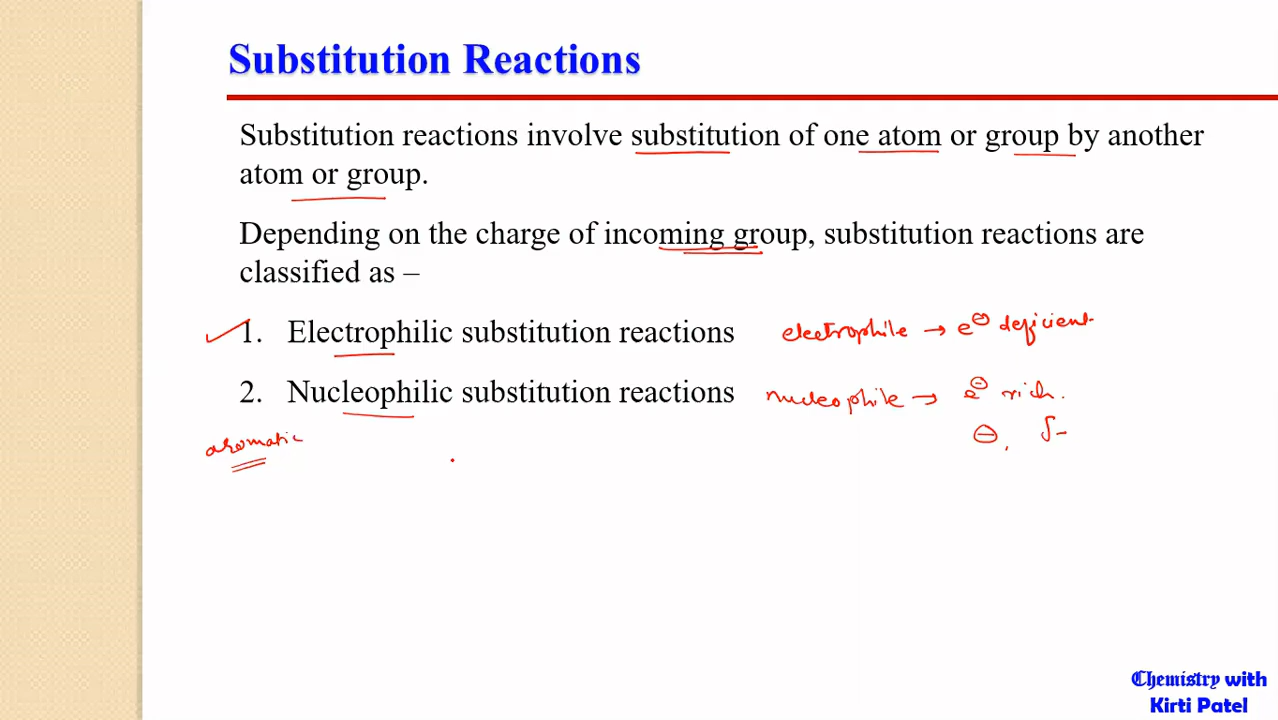 Substitution Reactions
Substitution reactions involve substitution of one atom or group by another
atom or group.
Depending on the charge of incoming group, substitution reactions are
classified as –
1. Electrophilic substitution reactions electrophile → e⊖ deficient
2. Nucleophilic substitution reactions nucleophile → e⊖ rich.
⊖, δ-
aromatic
Chemistry with
Kirti Patel